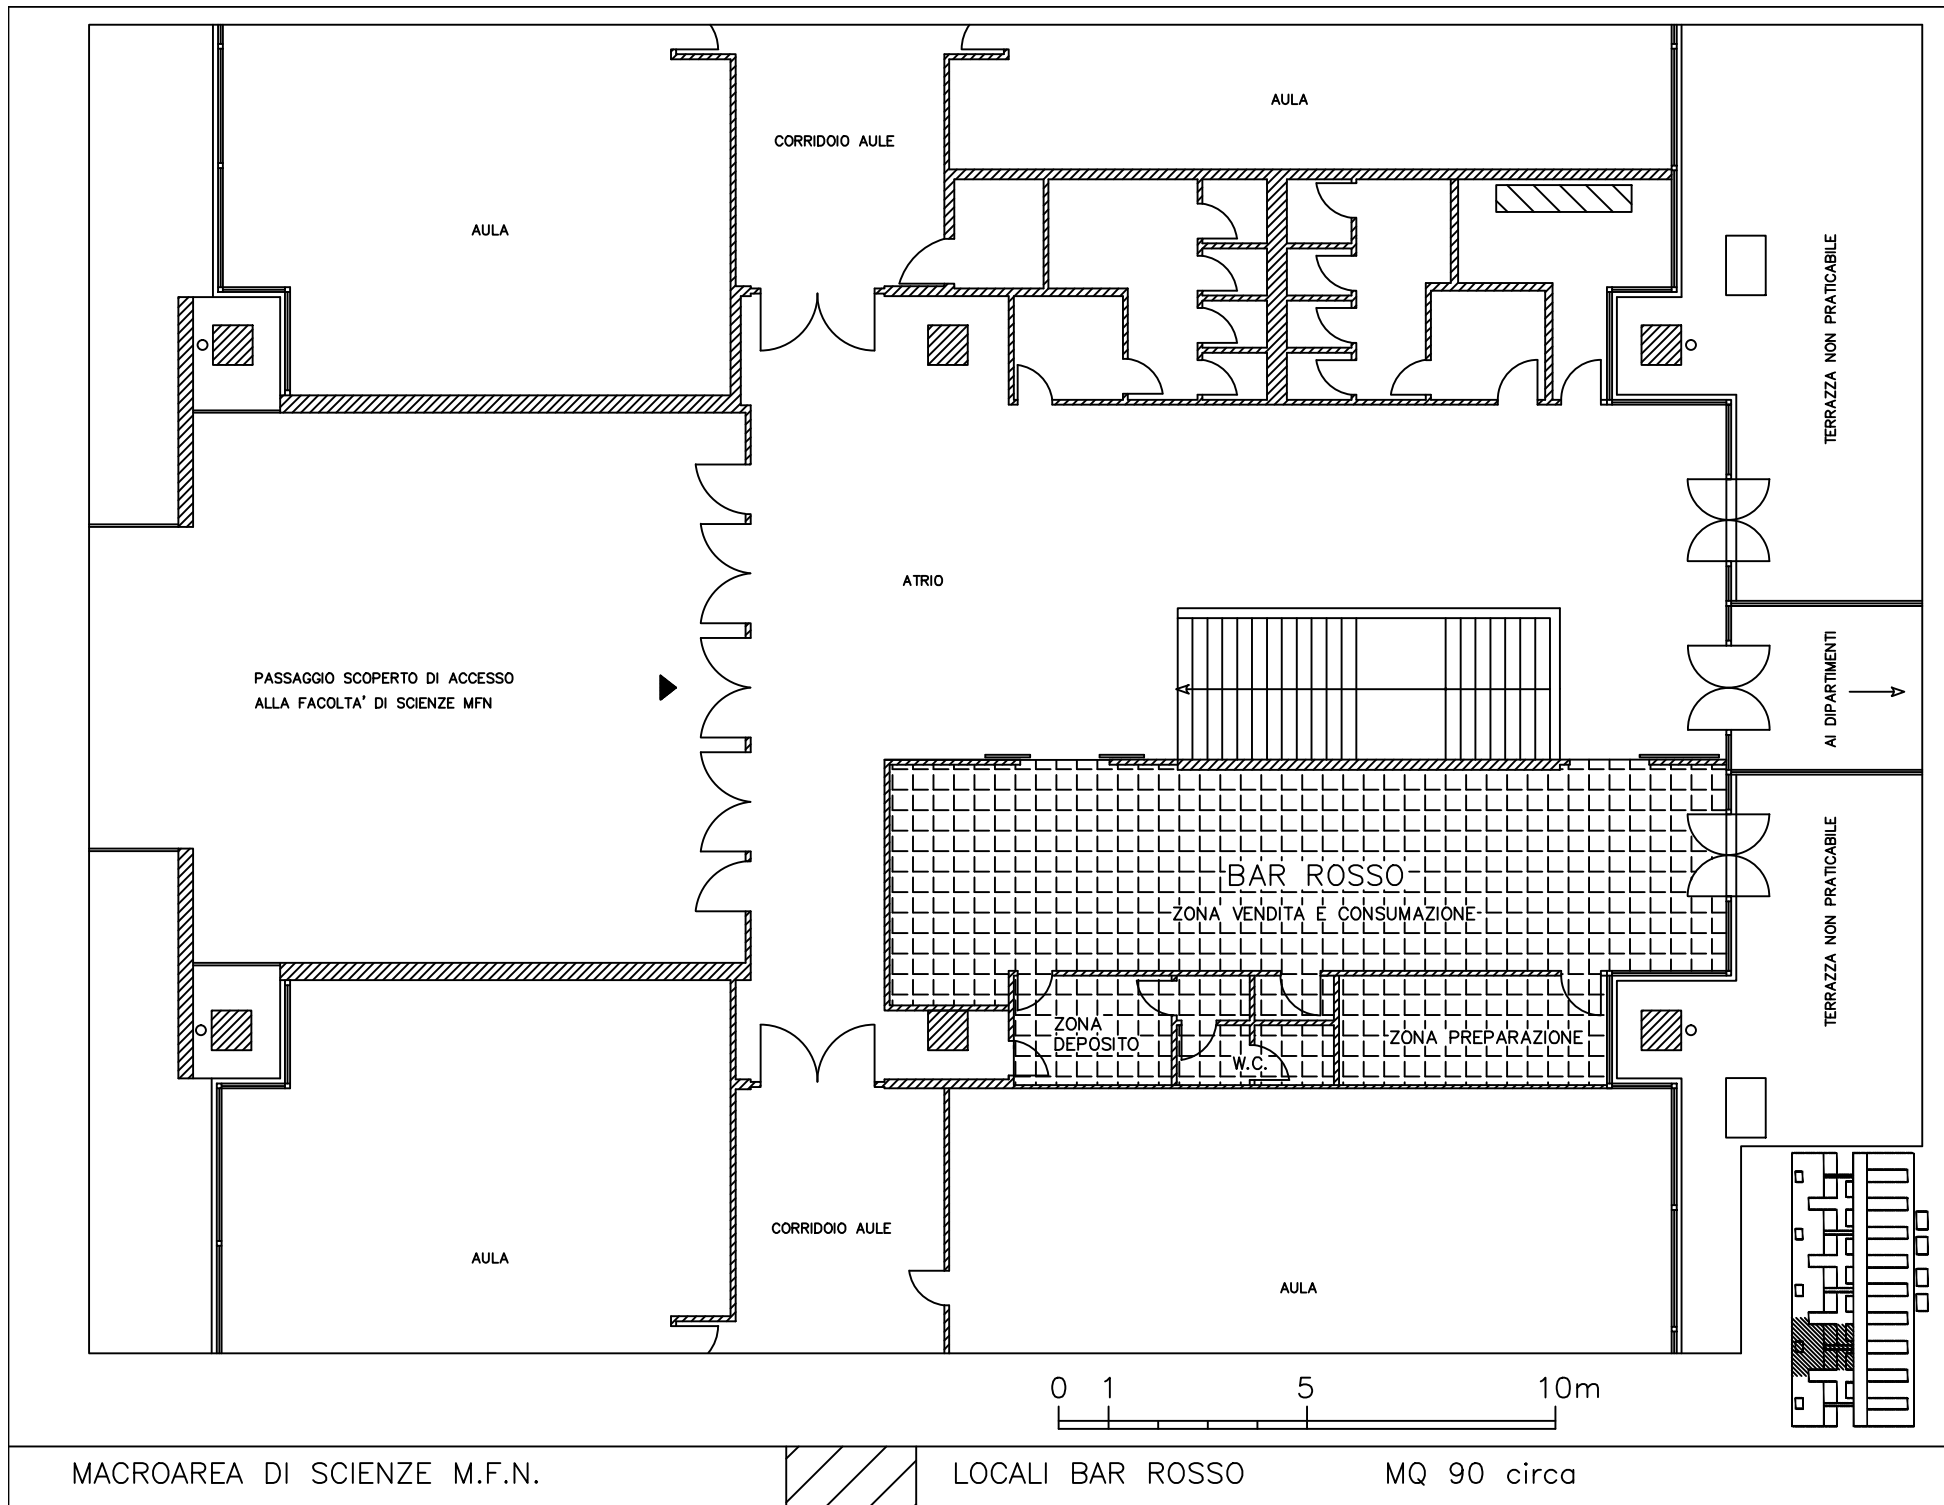 AULA
CORRIDOIO AULE
AULA
TERRAZZA NON PRATICABILE
ATRIO
PASSAGGIO SCOPERTO DI ACCESSO
ALLA FACOLTA' DI SCIENZE MFN
AI DIPARTIMENTI
BAR ROSSO
ZONA VENDITA E CONSUMAZIONE
TERRAZZA NON PRATICABILE
ZONA
DEPOSITO
W.C.
ZONA PREPARAZIONE
CORRIDOIO AULE
AULA
AULA
0 1 5 10m
MACROAREA DI SCIENZE M.F.N. LOCALI BAR ROSSO MQ 90 circa